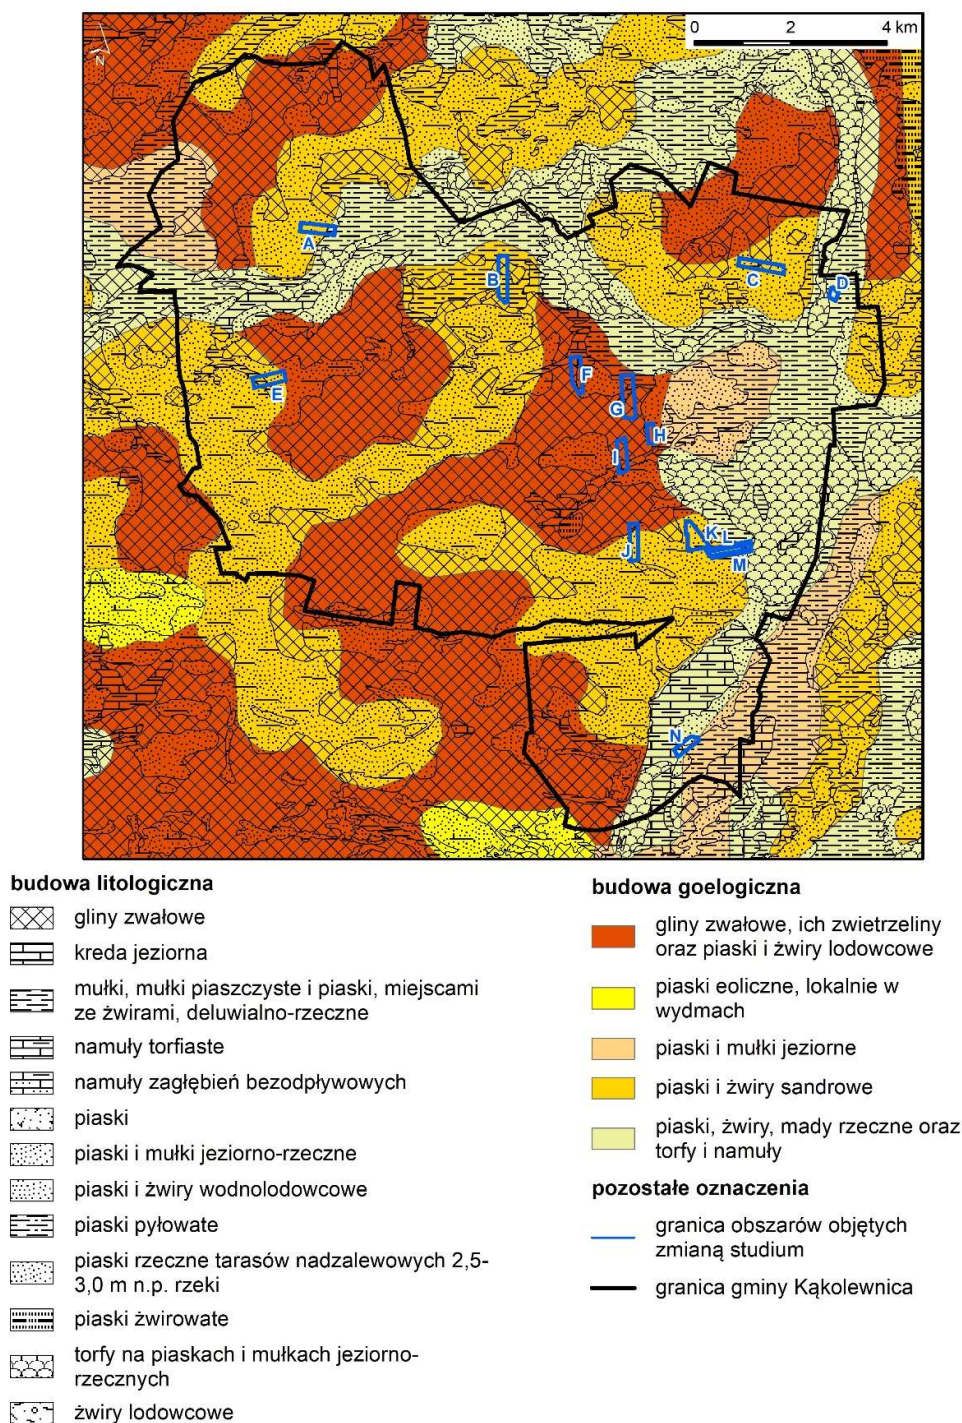 0 2 4 km
N
A
B
C
D
E
F
G
H
I
J
K
L
M
N
budowa litologiczna
gliny zwałowe
kreda jeziorna
mułki, mułki piaszczyste i piaski, miejscami
ze żwirami, deluwialno-rzeczne
namuły torfiaste
namuły zagłębień bezodpływowych
piaski
piaski i mułki jeziorno-rzeczne
piaski i żwiry wodnolodowcowe
piaski pyłowate
piaski rzeczne tarasów nadzalewowych 2,5-
3,0 m n.p. rzeki
piaski żwirowate
torfy na piaskach i mułkach jeziorno-
rzecznych
żwiry lodowcowe
budowa goelogiczna
gliny zwałowe, ich zwietrzeliny
oraz piaski i żwiry lodowcowe
piaski eoliczne, lokalnie w
wydmach
piaski i mułki jeziorne
piaski i żwiry sandrowe
piaski, żwiry, mady rzeczne oraz
torfy i namuły
pozostałe oznaczenia
granica obszarów objętych
zmianą studium
granica gminy Kąkolewnica